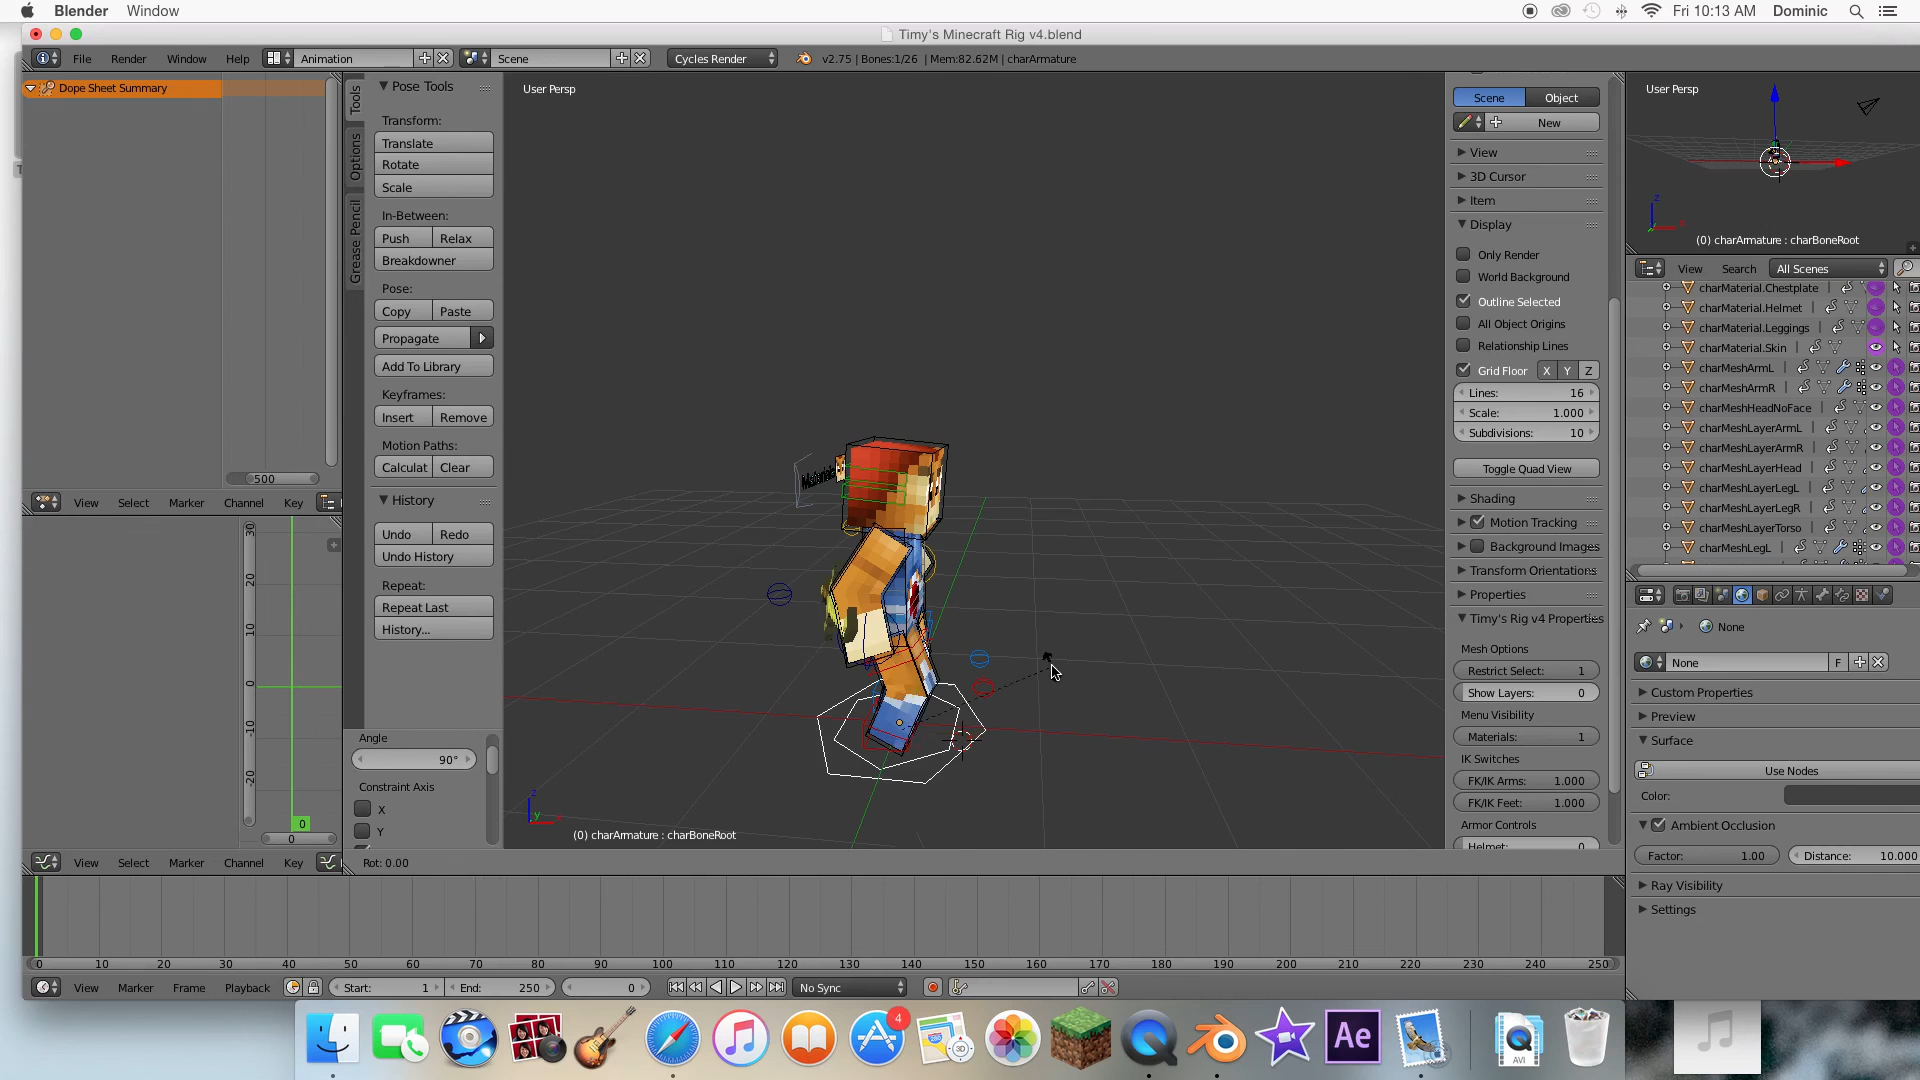 Blender Window Fri 10:13 AM Dominic
Timy's Minecraft Rig v4.blend
File Render Window Help Animation Scene Cycles Render v2.75 | Bones:1/26 | Mem:82.62M | charArmature
Dope Sheet Summary
500
View Select Marker Channel Key
30
20
10
0
-10
-20
0
0
View Select Marker Channel Key
Tools
Options
Grease Pencil
Pose Tools
Transform:
Translate
Rotate
Scale
In-Between:
Push Relax
Breakdowner
Pose:
Copy Paste
Propagate
Add To Library
Keyframes:
Insert Remove
Motion Paths:
Calculat Clear
History
Undo Redo
Undo History
Repeat:
Repeat Last
History...
Angle
90°
Constraint Axis
X
Y
User Persp
z
y
(0) charArmature : charBoneRoot
Rot: 0.00
Scene Object
New
View
3D Cursor
Item
Display
Only Render
World Background
Outline Selected
All Object Origins
Relationship Lines
Grid Floor X Y Z
Lines: 16
Scale: 1.000
Subdivisions: 10
Toggle Quad View
Shading
Motion Tracking
Background Images
Transform Orientations
Properties
Timy's Rig v4 Properties
Mesh Options
Restrict Select: 1
Show Layers: 0
Menu Visibility
Materials: 1
IK Switches
FK/IK Arms: 1.000
FK/IK Feet: 1.000
Armor Controls
Helmet: 0
User Persp
z
(0) charArmature : charBoneRoot
View Search All Scenes
charMaterial.Chestplate
charMaterial.Helmet
charMaterial.Leggings
charMaterial.Skin
charMeshArmL
charMeshArmR
charMeshHeadNoFace
charMeshLayerArmL
charMeshLayerArmR
charMeshLayerHead
charMeshLayerLegL
charMeshLayerLegR
charMeshLayerTorso
charMeshLegL
None
None F
Custom Properties
Preview
Surface
Use Nodes
Color:
Ambient Occlusion
Factor: 1.00 Distance: 10.000
Ray Visibility
Settings
0 10 20 30 40 50 60 70 80 90 100 110 120 130 140 150 160 170 180 190 200 210 220 230 240 250
View Marker Frame Playback Start: 1 End: 250 0 No Sync
4
3D
Ae
AVI